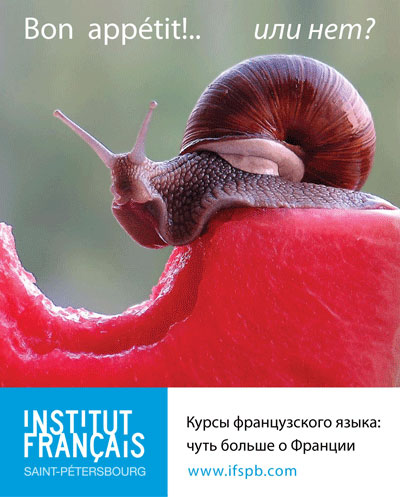 Bon appétit!.. или нет?
INSTITUT
FRANÇAIS
SAINT-PÉTERSBOURG
Курсы французского языка:
чуть больше о Франции
www.ifspb.com